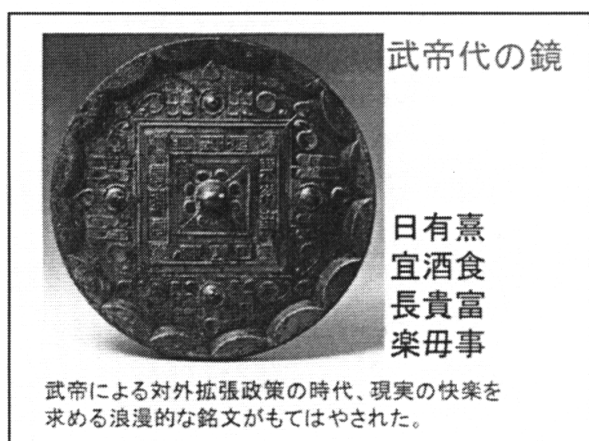 武帝代の鏡
日有熹
宜酒食
長貴富
楽毋事
武帝による対外拡張政策の時代、現実の快楽を
求める浪漫的な銘文がもてはやされた。